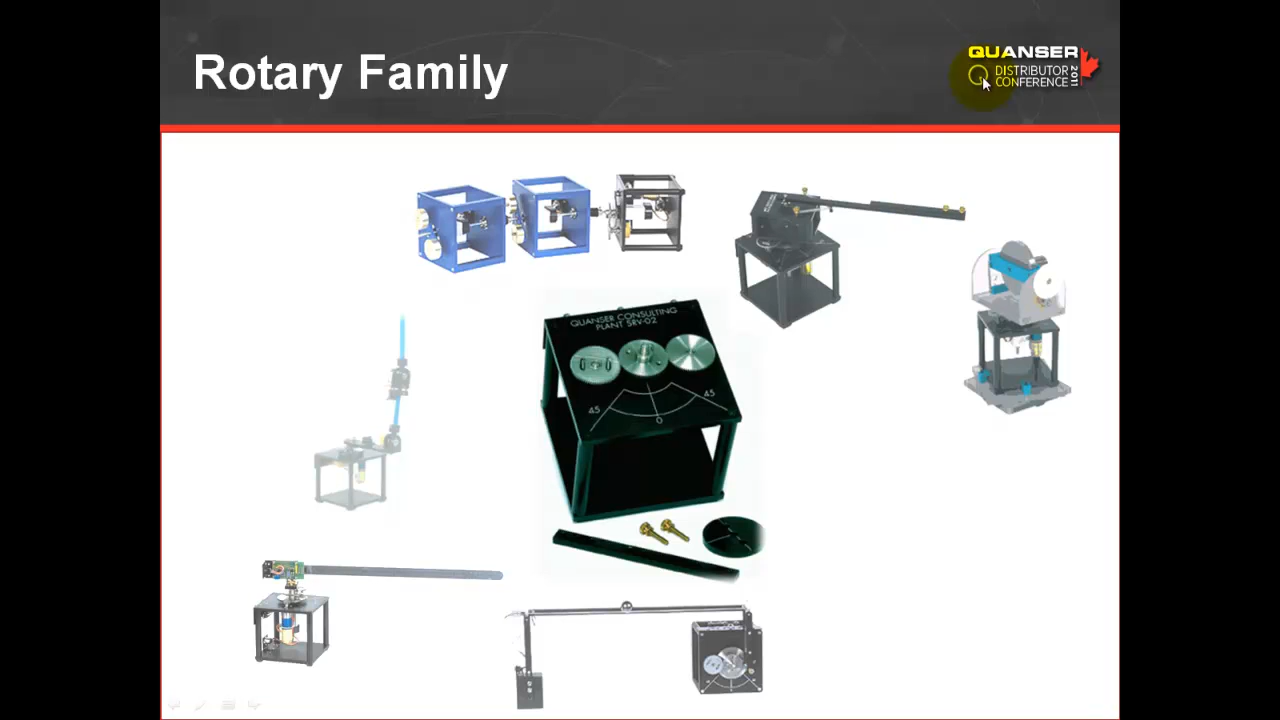 Rotary Family
QUANSER
DISTRIBUTOR
CONFERENCE
2011
QUANSER CONSULTING
PLANT SRV-02
45
0
45